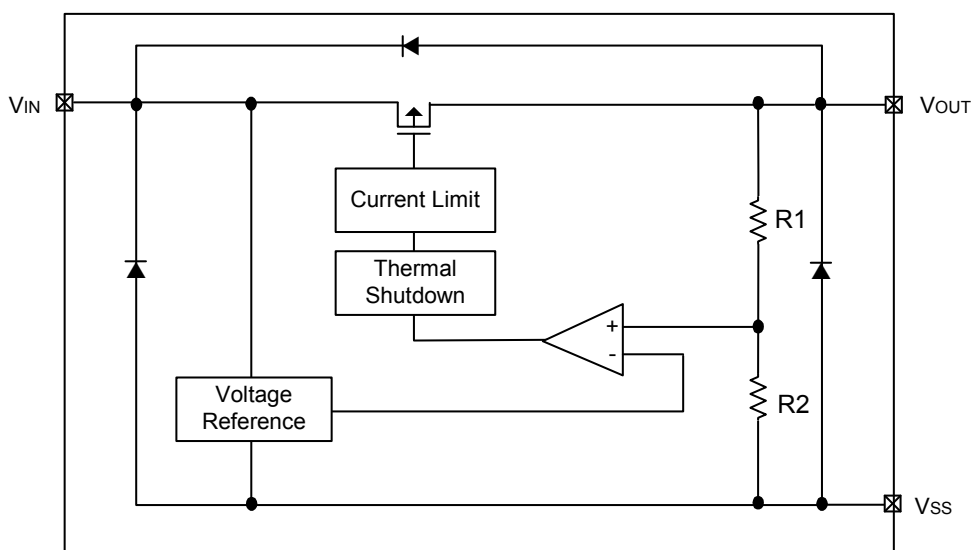 VIN
VOUT
Current Limit
R1
Thermal
Shutdown
+
-
Voltage
Reference
R2
VSS